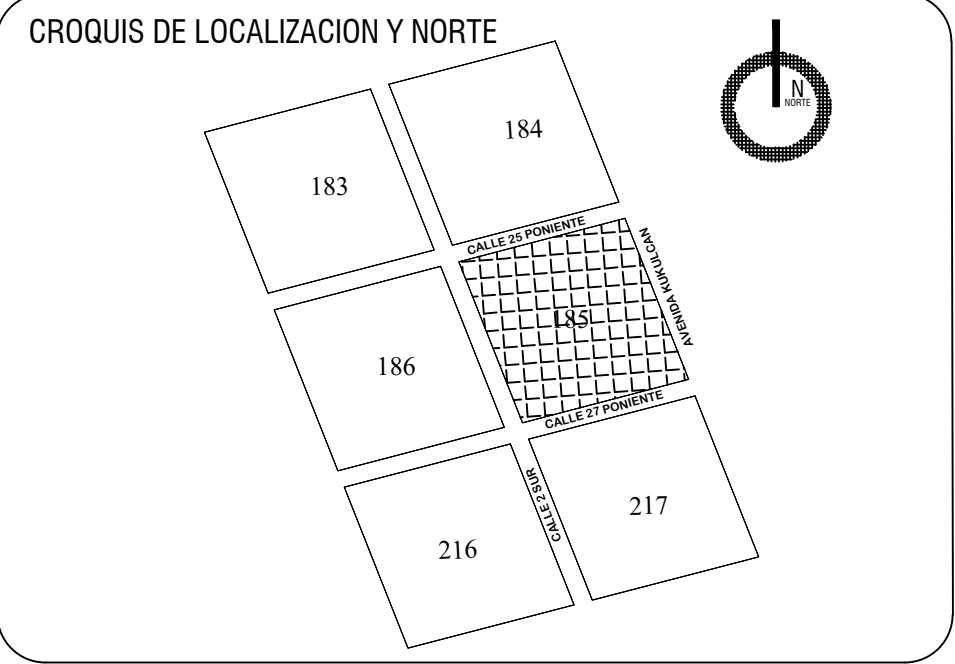 CROQUIS DE LOCALIZACION Y NORTE
N
NORTE
184
183
CALLE 25 PONIENTE
AVENIDA KUKULCAN
185
186
CALLE 27 PONIENTE
CALLE 2 SUR
217
216